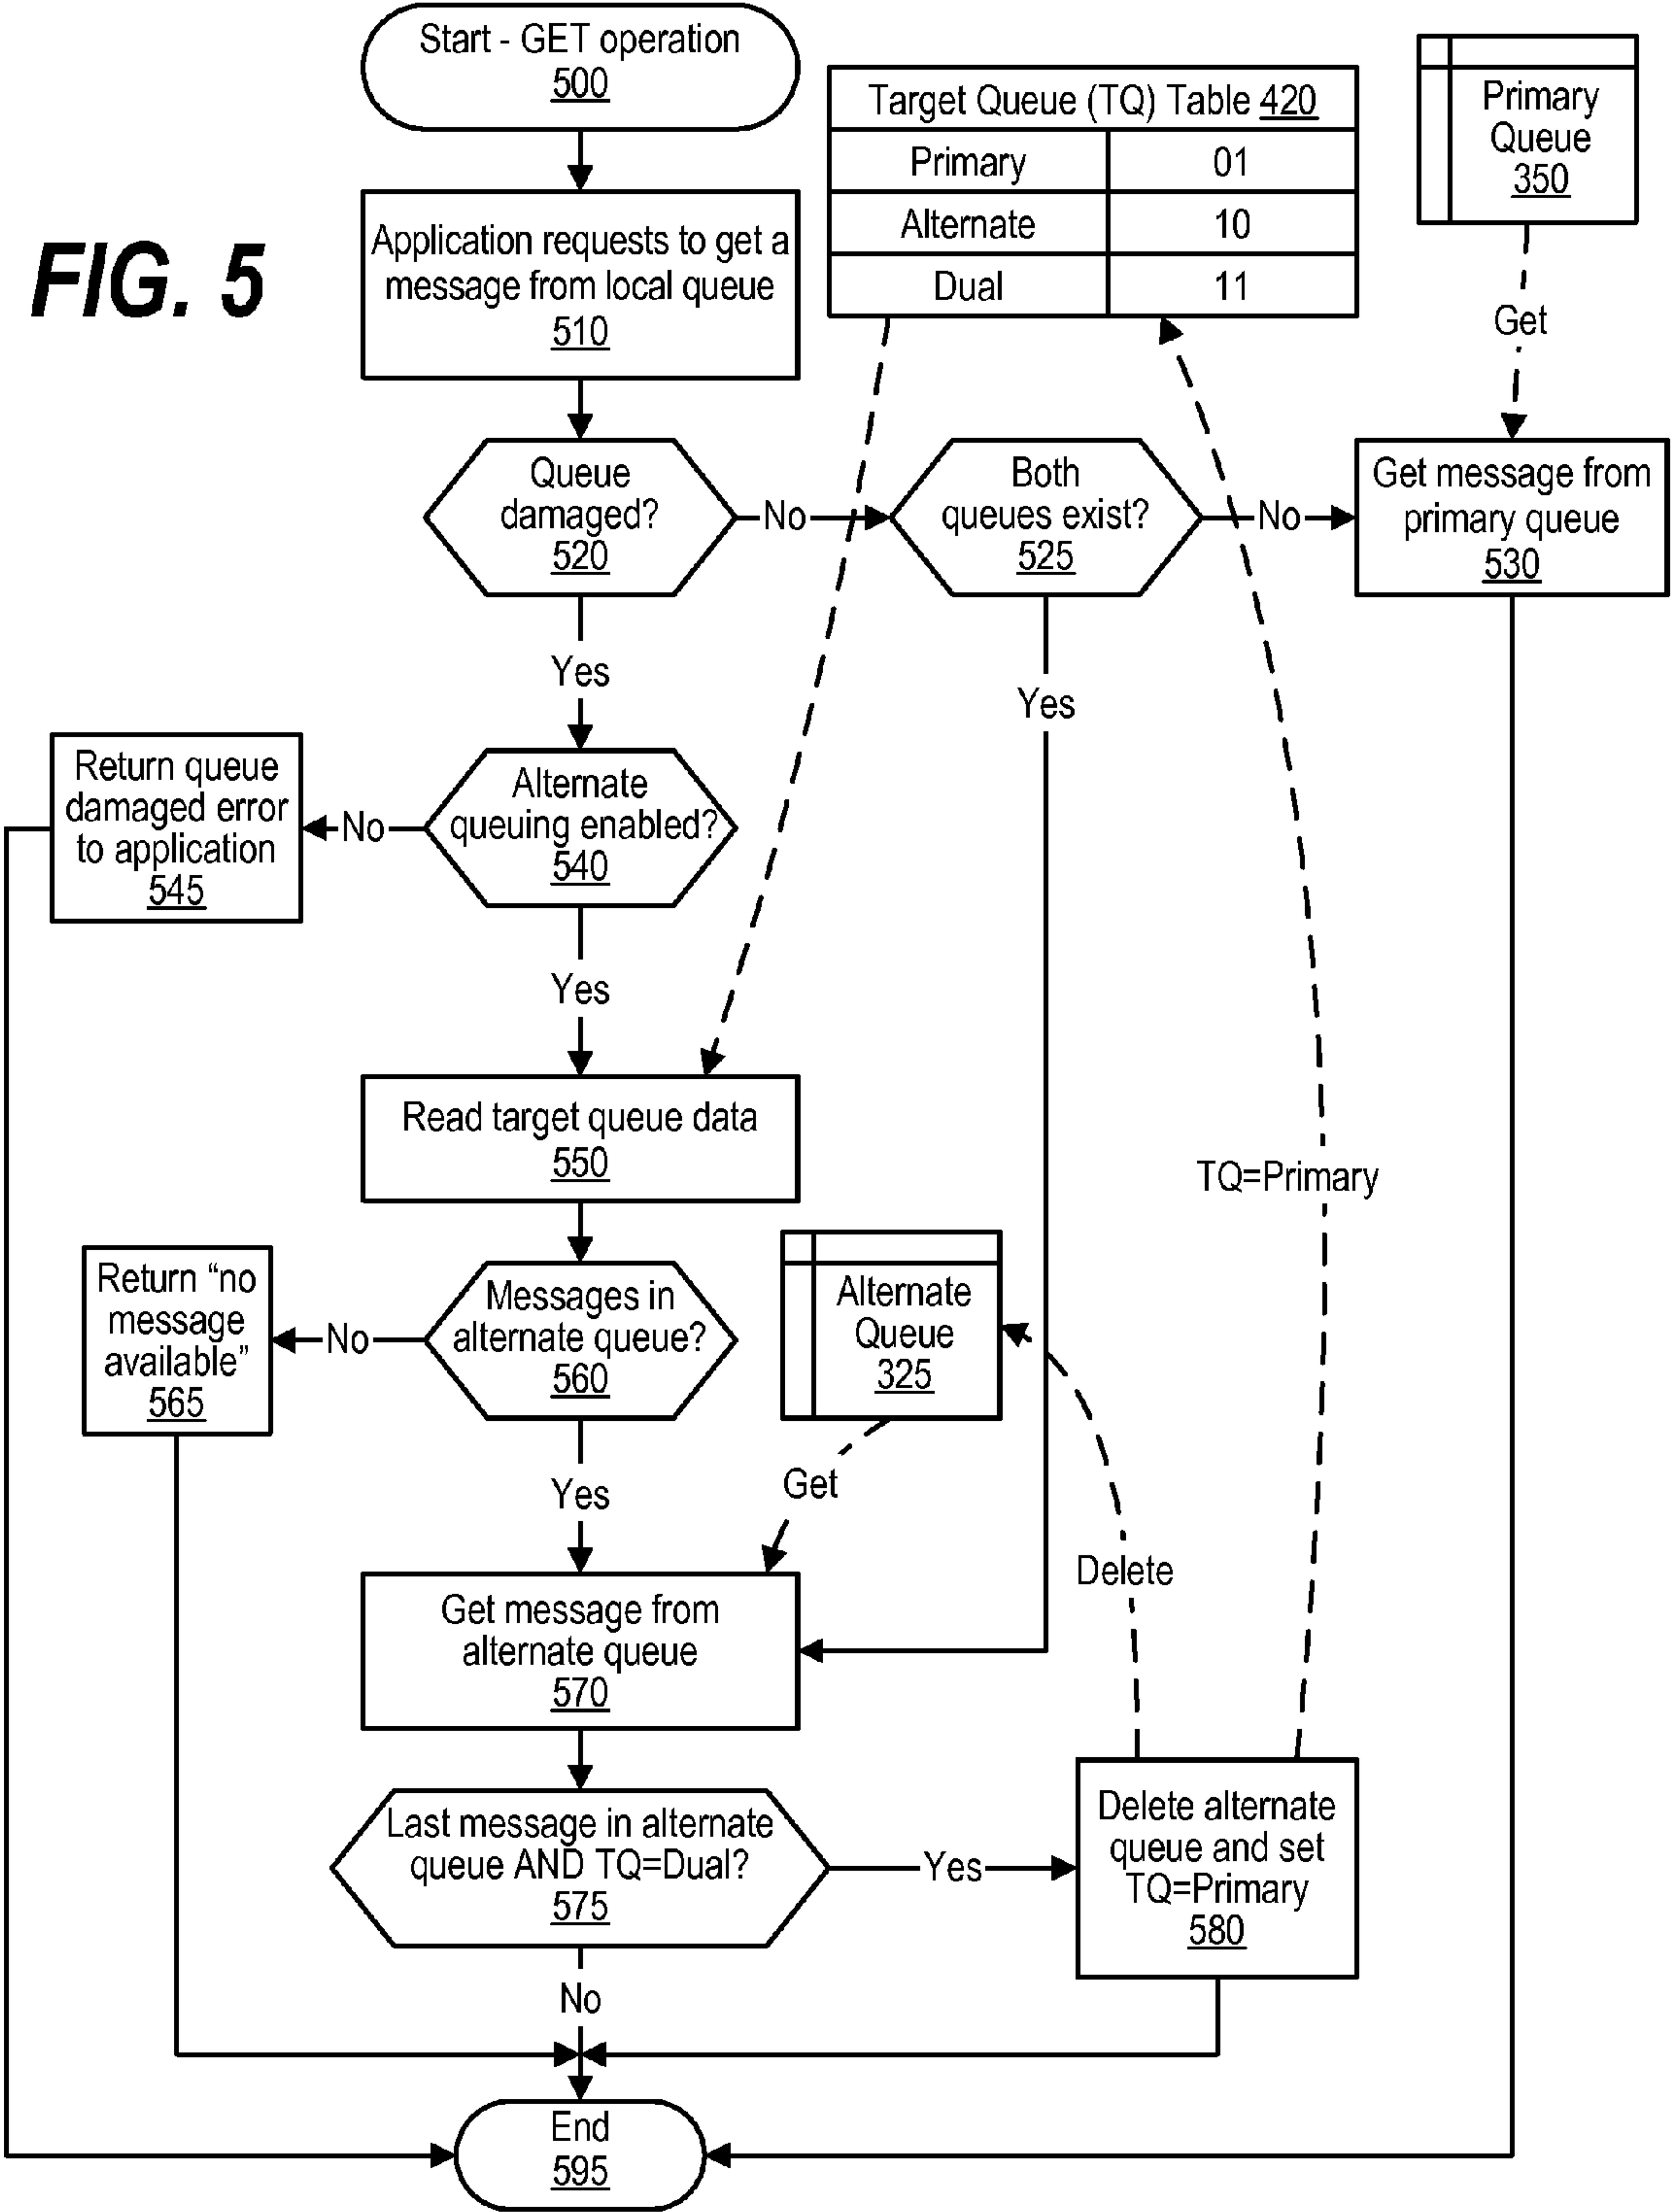 FIG. 5
Start - GET operation
500
Application requests to get a
message from local queue
510
Target Queue (TQ) Table 420
Primary 01
Alternate 10
Dual 11
Primary
Queue
350
Get
Queue
damaged?
520
No
Both
queues exist?
525
No
Get message from
primary queue
530
Yes
Yes
Alternate
queuing enabled?
540
No
Return queue
damaged error
to application
545
Yes
Read target queue data
550
TQ=Primary
Messages in
alternate queue?
560
No
Return “no
message
available”
565
Alternate
Queue
325
Yes
Get
Delete
Get message from
alternate queue
570
Last message in alternate
queue AND TQ=Dual?
575
Yes
Delete alternate
queue and set
TQ=Primary
580
No
End
595